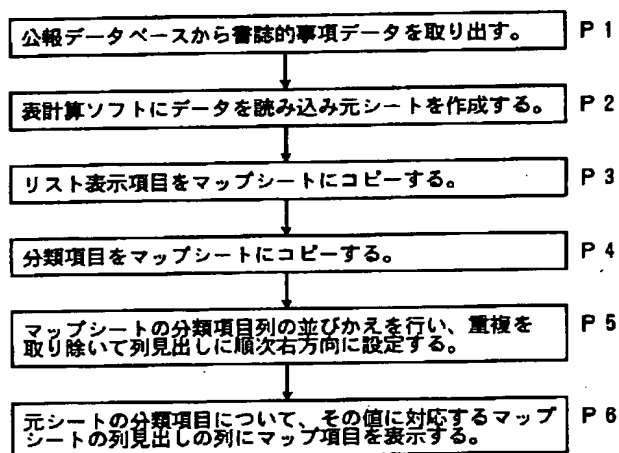 公報データベースから書誌的事項データを取り出す。 P 1
表計算ソフトにデータを読み込み元シートを作成する。 P 2
リスト表示項目をマップシートにコピーする。 P 3
分類項目をマップシートにコピーする。 P 4
マップシートの分類項目列の並びかえを行い、重複を P 5
取り除いて列見出しに順次右方向に設定する。
元シートの分類項目について、その値に対応するマップ P 6
シートの列見出しの列にマップ項目を表示する。